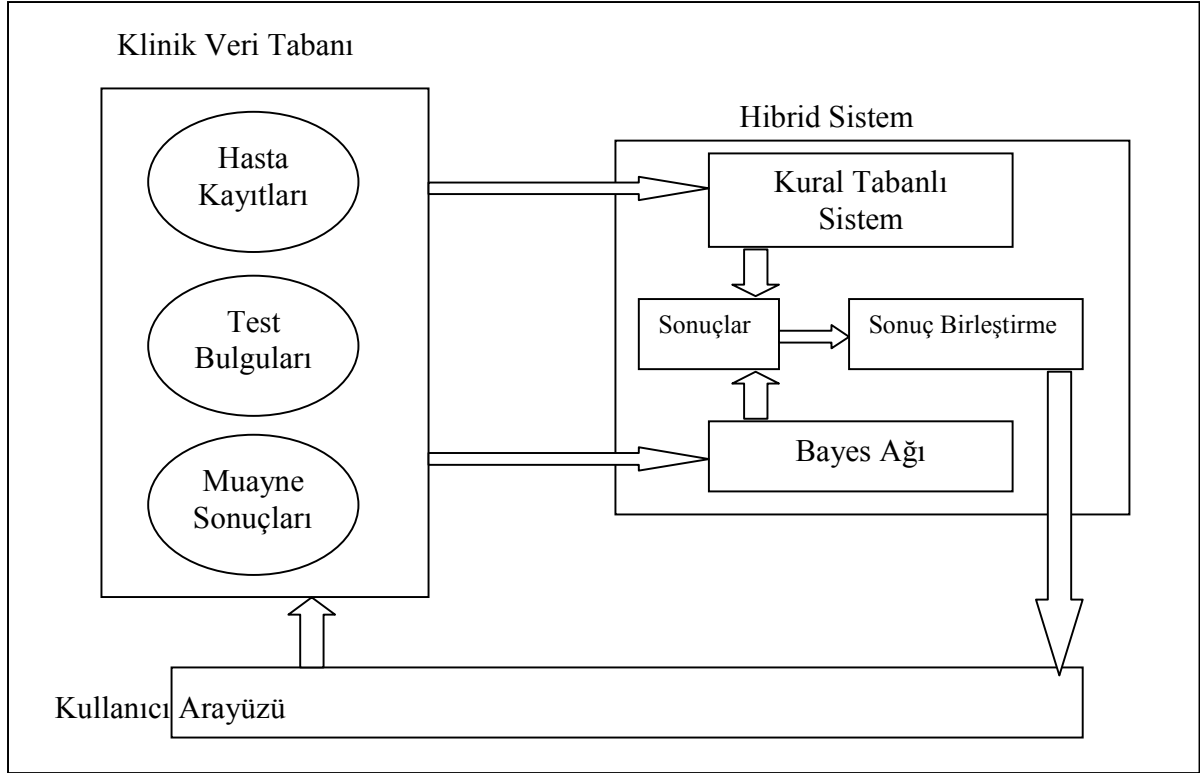 Klinik Veri Tabanı
Hasta
Kayıtları
Test
Bulguları
Muayne
Sonuçları
Hibrid Sistem
Kural Tabanlı
Sistem
Sonuçlar
Sonuç Birleştirme
Bayes Ağı
Kullanıcı Arayüzü